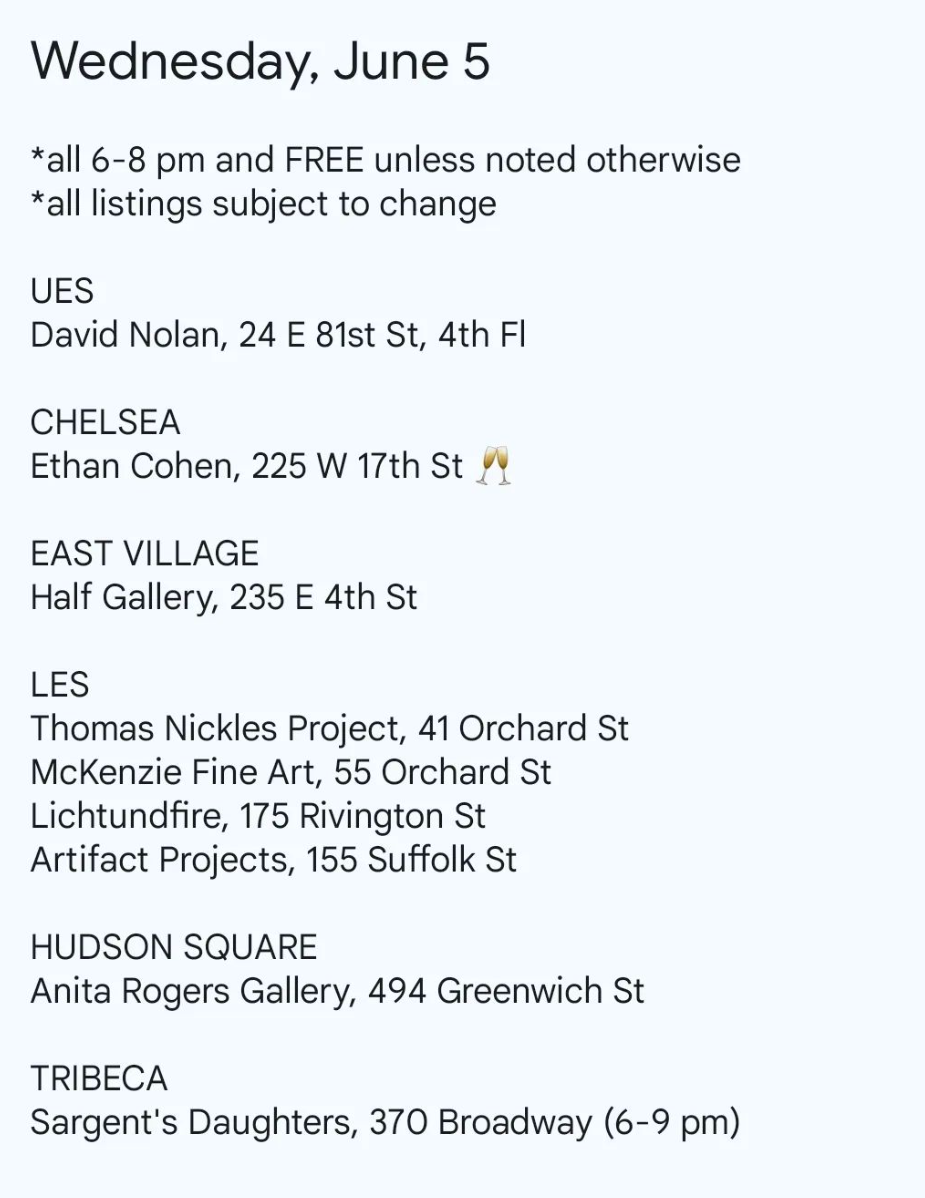 Wednesday, June 5
*all 6-8 pm and FREE unless noted otherwise
*all listings subject to change
UES
David Nolan, 24 E 81st St, 4th Fl
CHELSEA
Ethan Cohen, 225 W 17th St 🥂
EAST VILLAGE
Half Gallery, 235 E 4th St
LES
Thomas Nickles Project, 41 Orchard St
McKenzie Fine Art, 55 Orchard St
Lichtundfire, 175 Rivington St
Artifact Projects, 155 Suffolk St
HUDSON SQUARE
Anita Rogers Gallery, 494 Greenwich St
TRIBECA
Sargent's Daughters, 370 Broadway (6-9 pm)